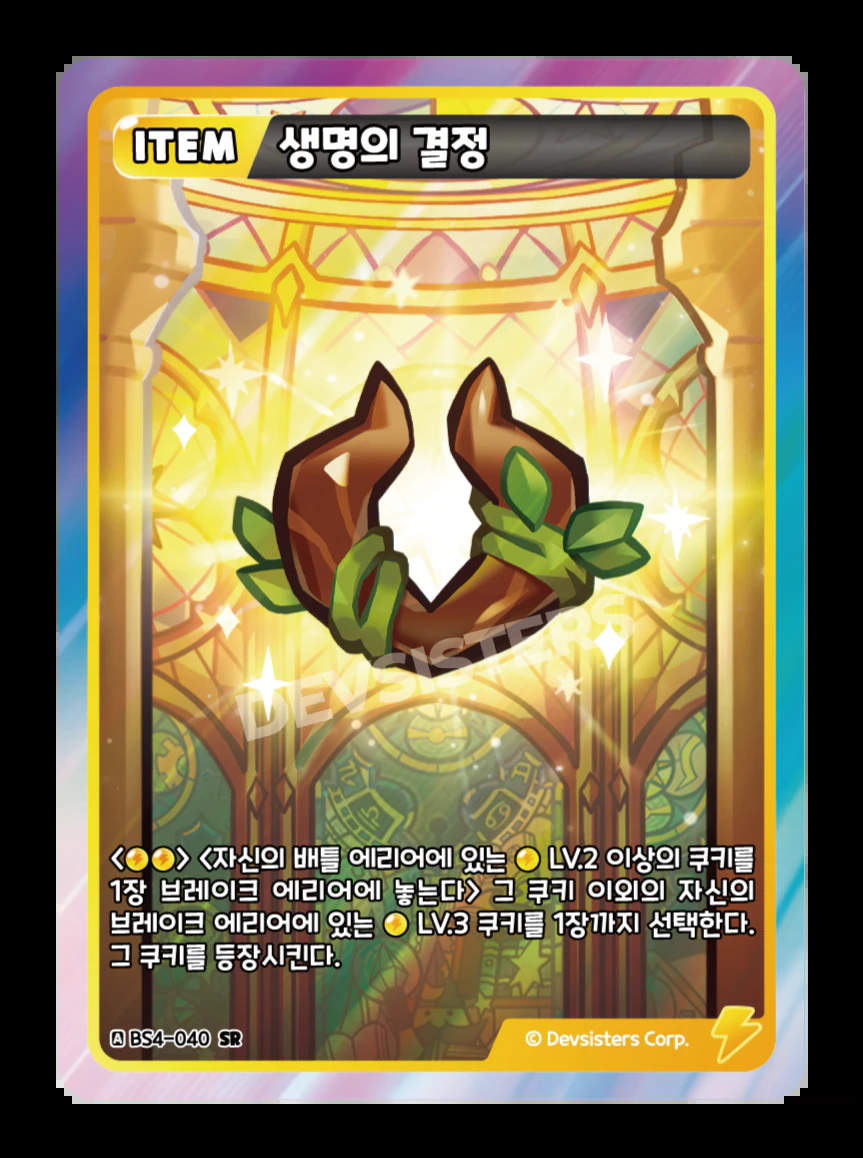 ITEM 생명의 결정
DEVSISTERS
< > <자신의 배틀 에리어에 있는 LV.2 이상의 쿠키를
1장 브레이크 에리어에 놓는다> 그 쿠키 이외의 자신의
브레이크 에리어에 있는 LV.3 쿠키를 1장까지 선택한다.
그 쿠키를 등장시킨다.
A BS4-040 SR
© Devsisters Corp.